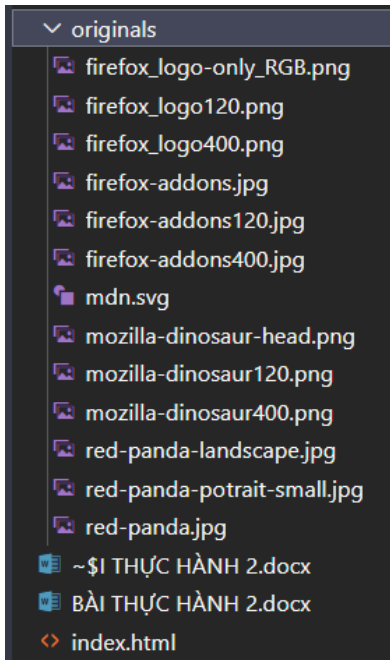 originals
firefox_logo-only_RGB.png
firefox_logo120.png
firefox_logo400.png
firefox-addons.jpg
firefox-addons120.jpg
firefox-addons400.jpg
mdn.svg
mozilla-dinosaur-head.png
mozilla-dinosaur120.png
mozilla-dinosaur400.png
red-panda-landscape.jpg
red-panda-potrait-small.jpg
red-panda.jpg
~$I THỰC HÀNH 2.docx
BÀI THỰC HÀNH 2.docx
index.html